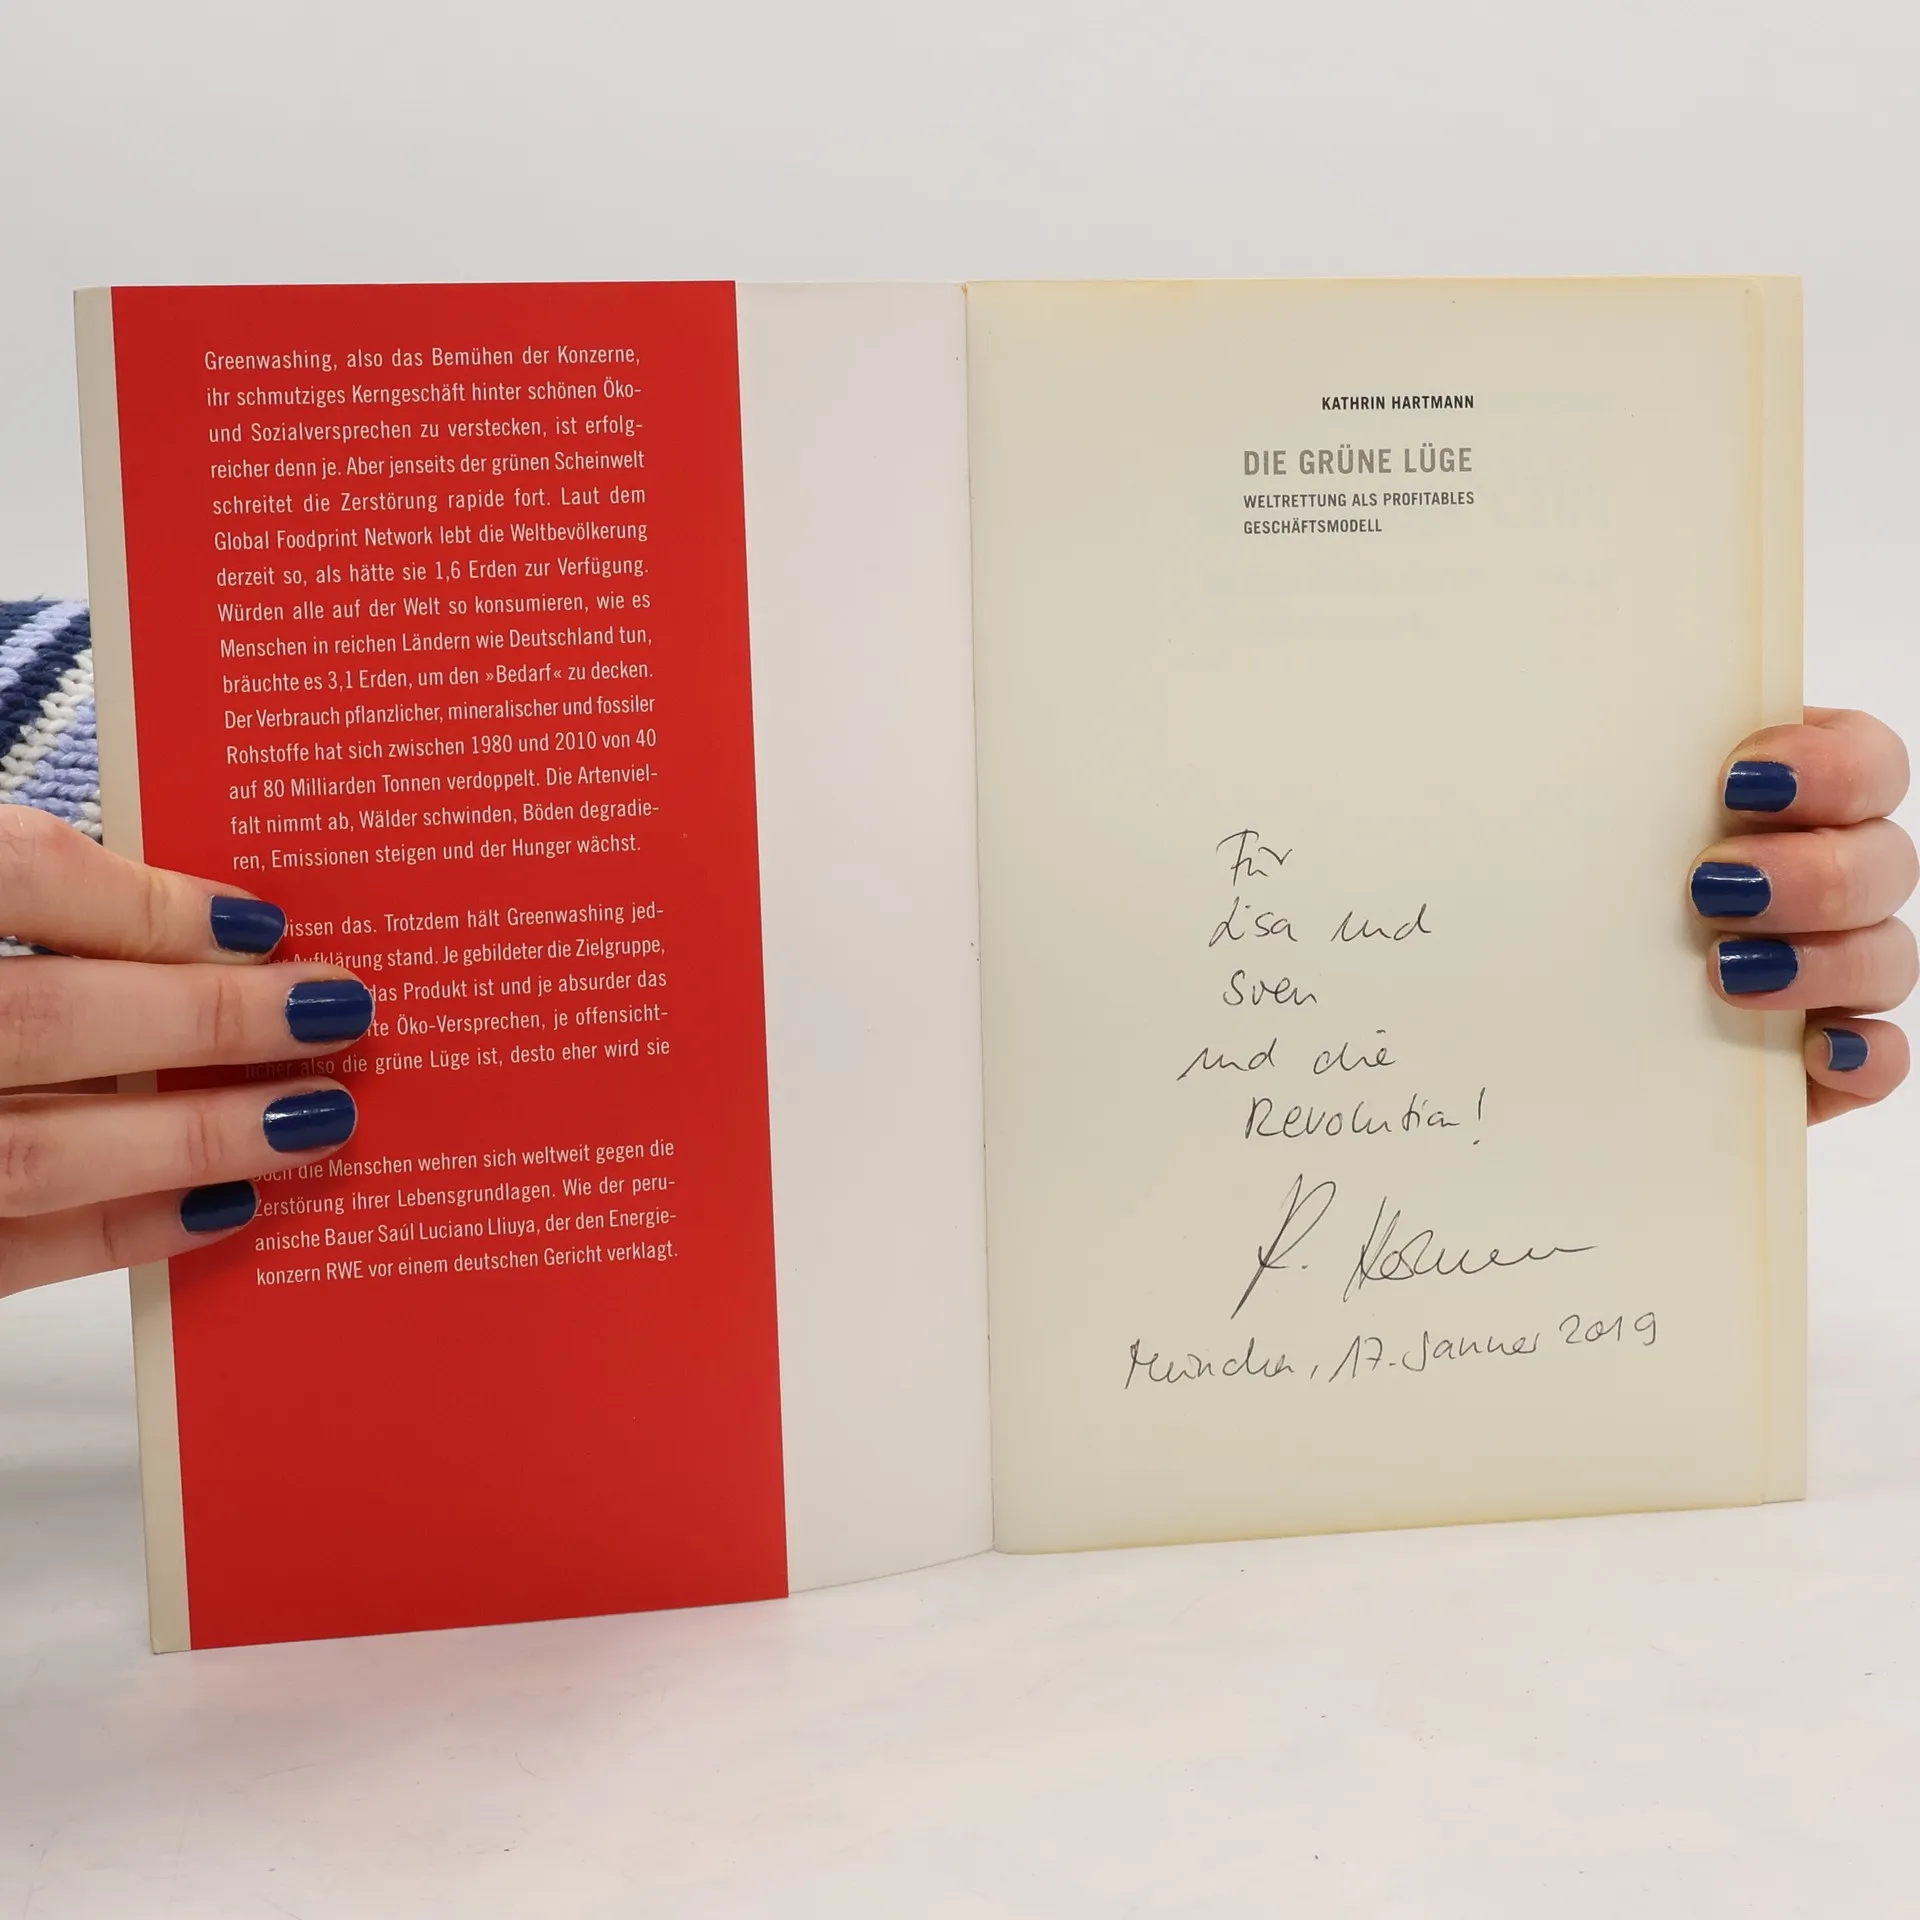 Greenwashing, also das Bemühen der Konzerne,
ihr schmutziges Kerngeschäft hinter schönen Öko-
und Sozialversprechen zu verstecken, ist erfolg-
reicher denn je. Aber jenseits der grünen Scheinwelt
schreitet die Zerstörung rapide fort. Laut dem
Global Foodprint Network lebt die Weltbevölkerung
derzeit so, als hätte sie 1,6 Erden zur Verfügung.
Würden alle auf der Welt so konsumieren, wie es
Menschen in reichen Ländern wie Deutschland tun,
bräuchte es 3,1 Erden, um den »Bedarf« zu decken.
Der Verbrauch pflanzlicher, mineralischer und fossiler
Rohstoffe hat sich zwischen 1980 und 2010 von 40
auf 80 Milliarden Tonnen verdoppelt. Die Artenviel-
falt nimmt ab, Wälder schwinden, Böden degradie-
ren, Emissionen steigen und der Hunger wächst.
das. Trotzdem hält Greenwashing jed-
Aufklärung stand. Je gebildeter die Zielgruppe,
das Produkt ist und je absurder das
Öko-Versprechen, je offensicht-
licher also die grüne Lüge ist, desto eher wird sie
Doch die Menschen wehren sich weltweit gegen die
Zerstörung ihrer Lebensgrundlagen. Wie der peru-
anische Bauer Saúl Luciano Lliuya, der den Energie-
konzern RWE vor einem deutschen Gericht verklagt.
KATHRIN HARTMANN
DIE GRÜNE LÜGE
WELTRETTUNG ALS PROFITABLES
GESCHÄFTSMODELL
Für
Lisa und
Sven
und die
Revolution!
K. Hartmann
München, 17. Januar 2019